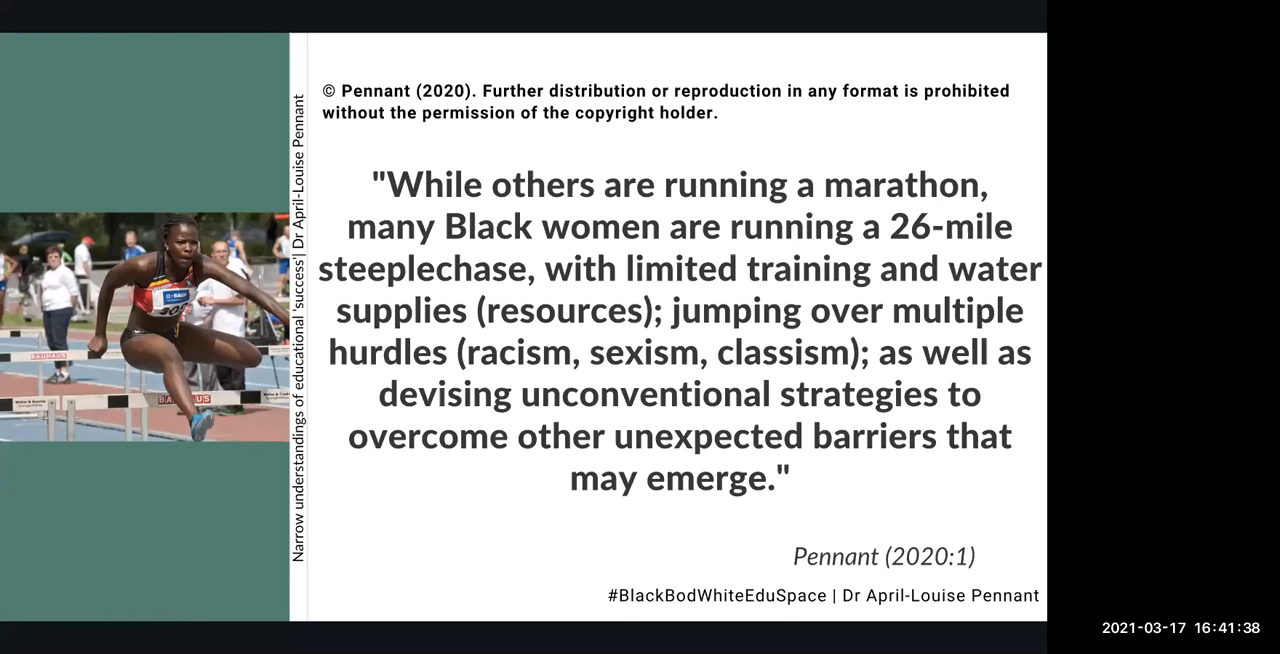 © Pennant (2020). Further distribution or reproduction in any format is prohibited
without the permission of the copyright holder.
"While others are running a marathon,
many Black women are running a 26-mile
steeplechase, with limited training and water
supplies (resources); jumping over multiple
hurdles (racism, sexism, classism); as well as
devising unconventional strategies to
overcome other unexpected barriers that
may emerge."
Pennant (2020:1)
#BlackBodWhiteEduSpace | Dr April-Louise Pennant
Narrow understandings of educational 'success'| Dr April-Louise Pennant
BAUHAUS
2021-03-17 16:41:38